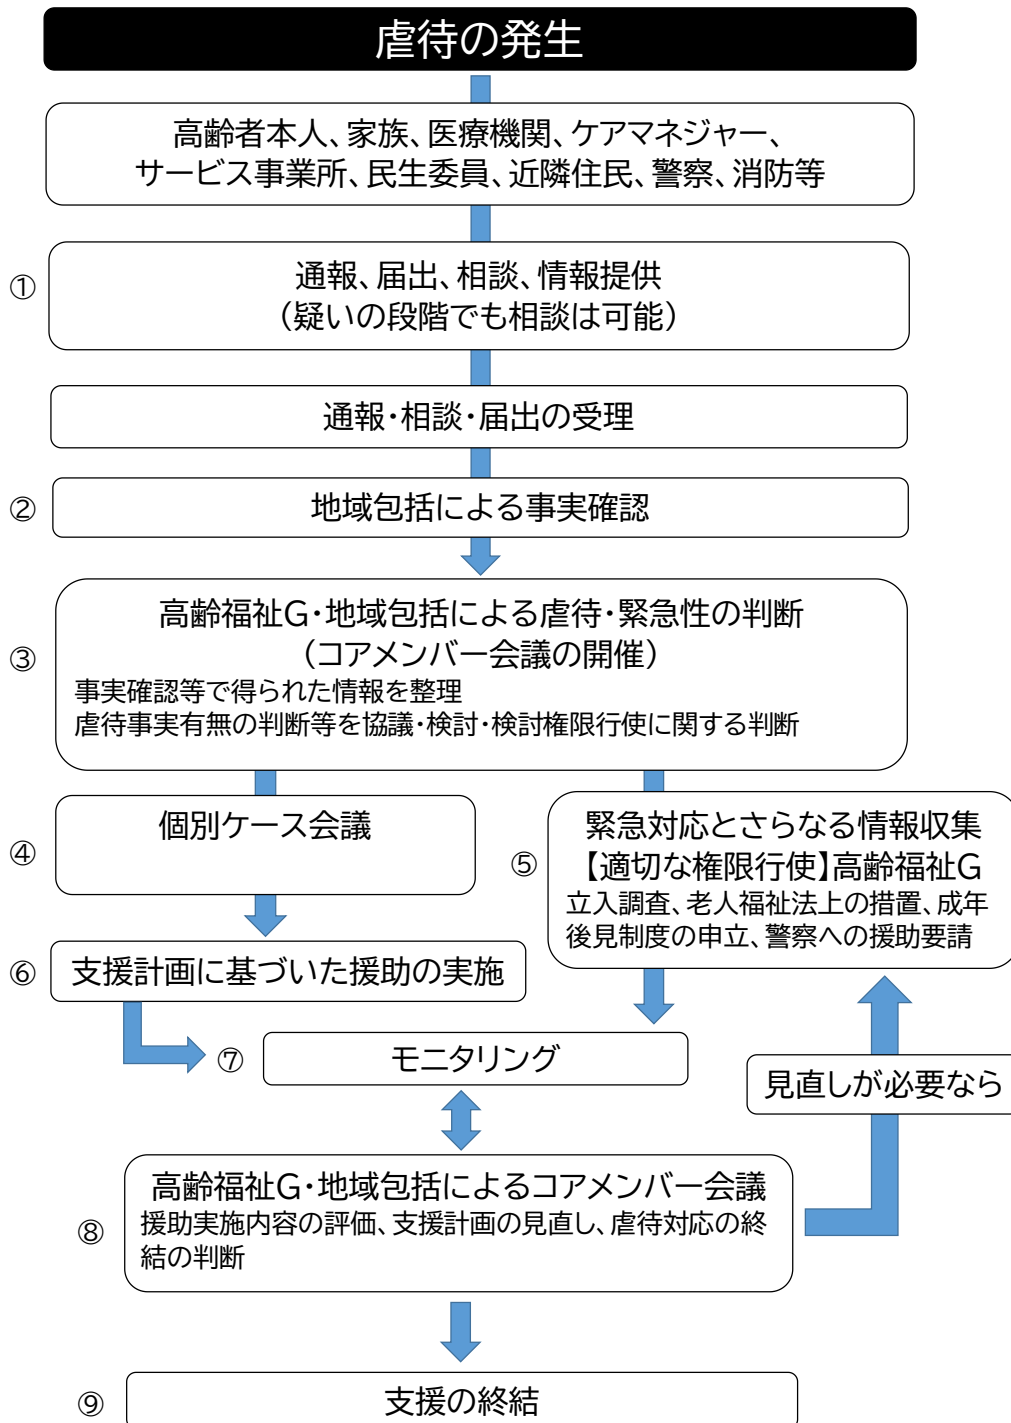 虐待の発生
高齢者本人、家族、医療機関、ケアマネジャー、
サービス事業所、民生委員、近隣住民、警察、消防等
①
通報、届出、相談、情報提供
（疑いの段階でも相談は可能）
通報・相談・届出の受理
②
地域包括による事実確認
③
高齢福祉G・地域包括による虐待・緊急性の判断
（コアメンバー会議の開催）
事実確認等で得られた情報を整理
虐待事実有無の判断等を協議・検討・検討権限行使に関する判断
④
個別ケース会議
⑤
緊急対応とさらなる情報収集
【適切な権限行使】高齢福祉G
立入調査、老人福祉法上の措置、成年
後見制度の申立、警察への援助要請
⑥
支援計画に基づいた援助の実施
⑦
モニタリング
見直しが必要なら
⑧
高齢福祉G・地域包括によるコアメンバー会議
援助実施内容の評価、支援計画の見直し、虐待対応の終
結の判断
⑨
支援の終結